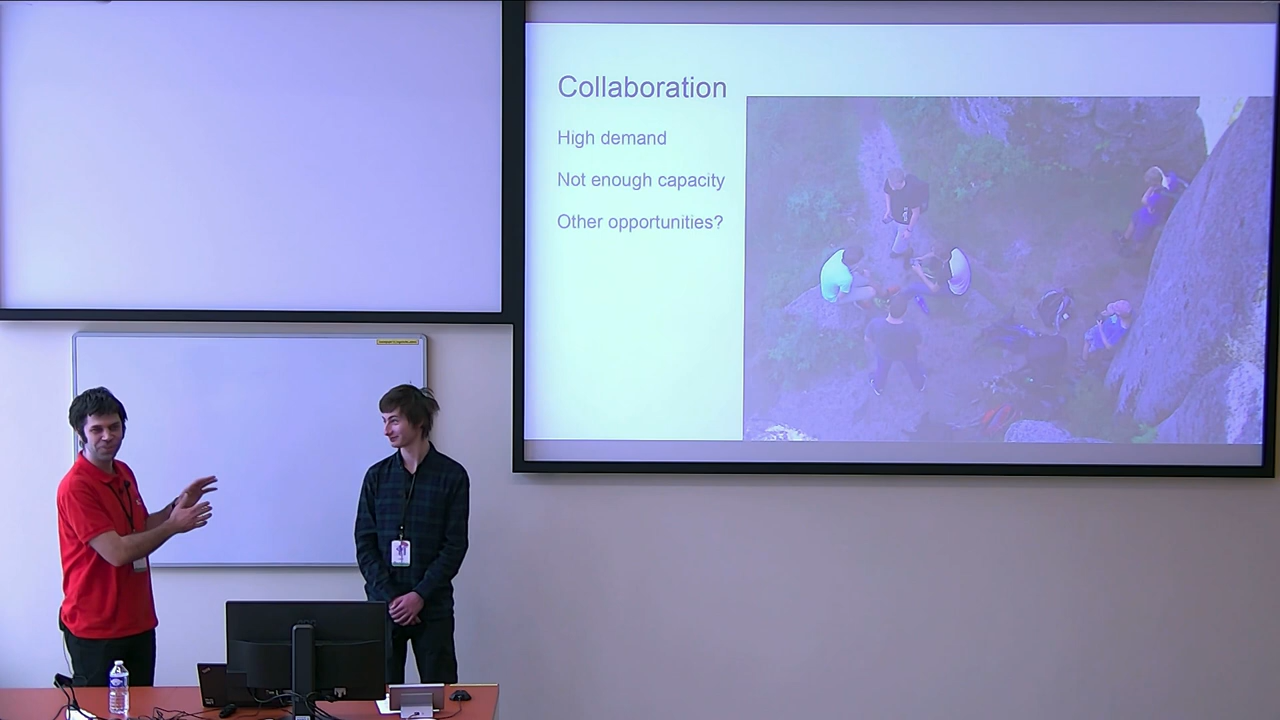 Collaboration
High demand
Not enough capacity
Other opportunities?